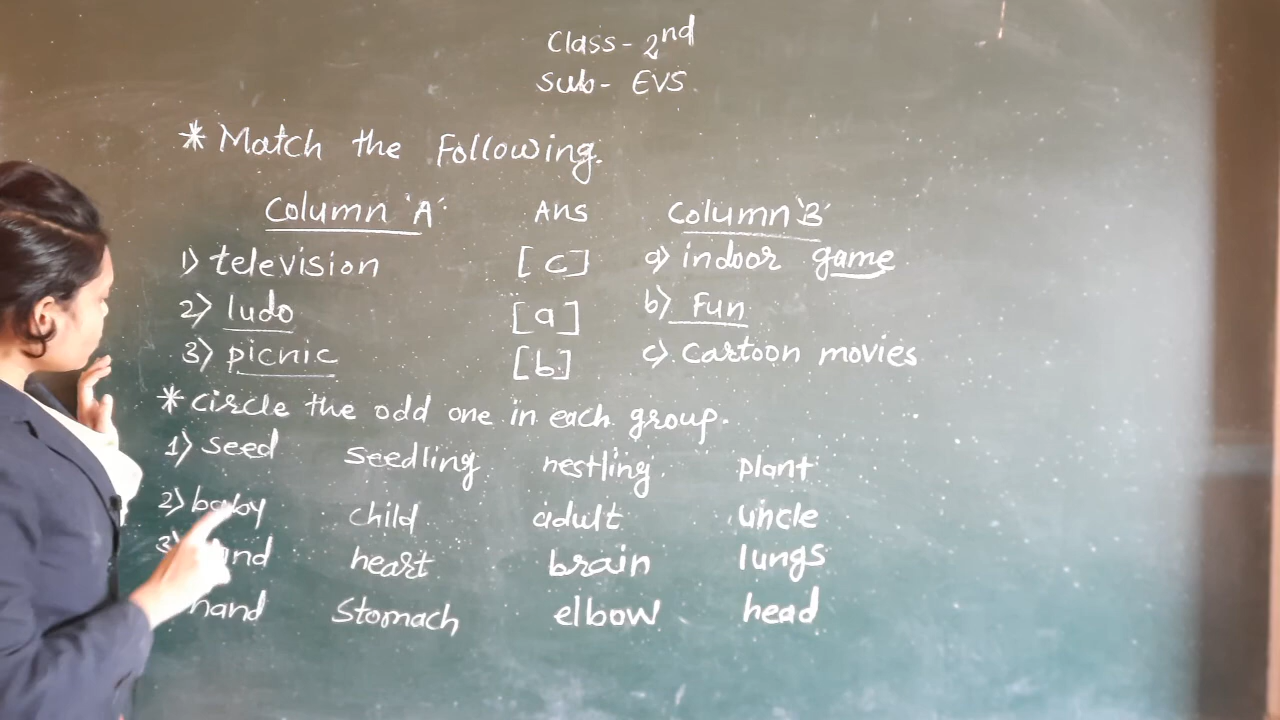 Class - 2nd
Sub - EVS
* Match the Following.
Column 'A' Ans Column 'B'
1) television [c] a) indoor game
2) ludo [a] b) Fun
3) picnic [b] c) cartoon movies
* circle the odd one in each group.
1) seed seedling nestling plant
2) baby child adult uncle
3) heart brain lungs
hand stomach elbow head